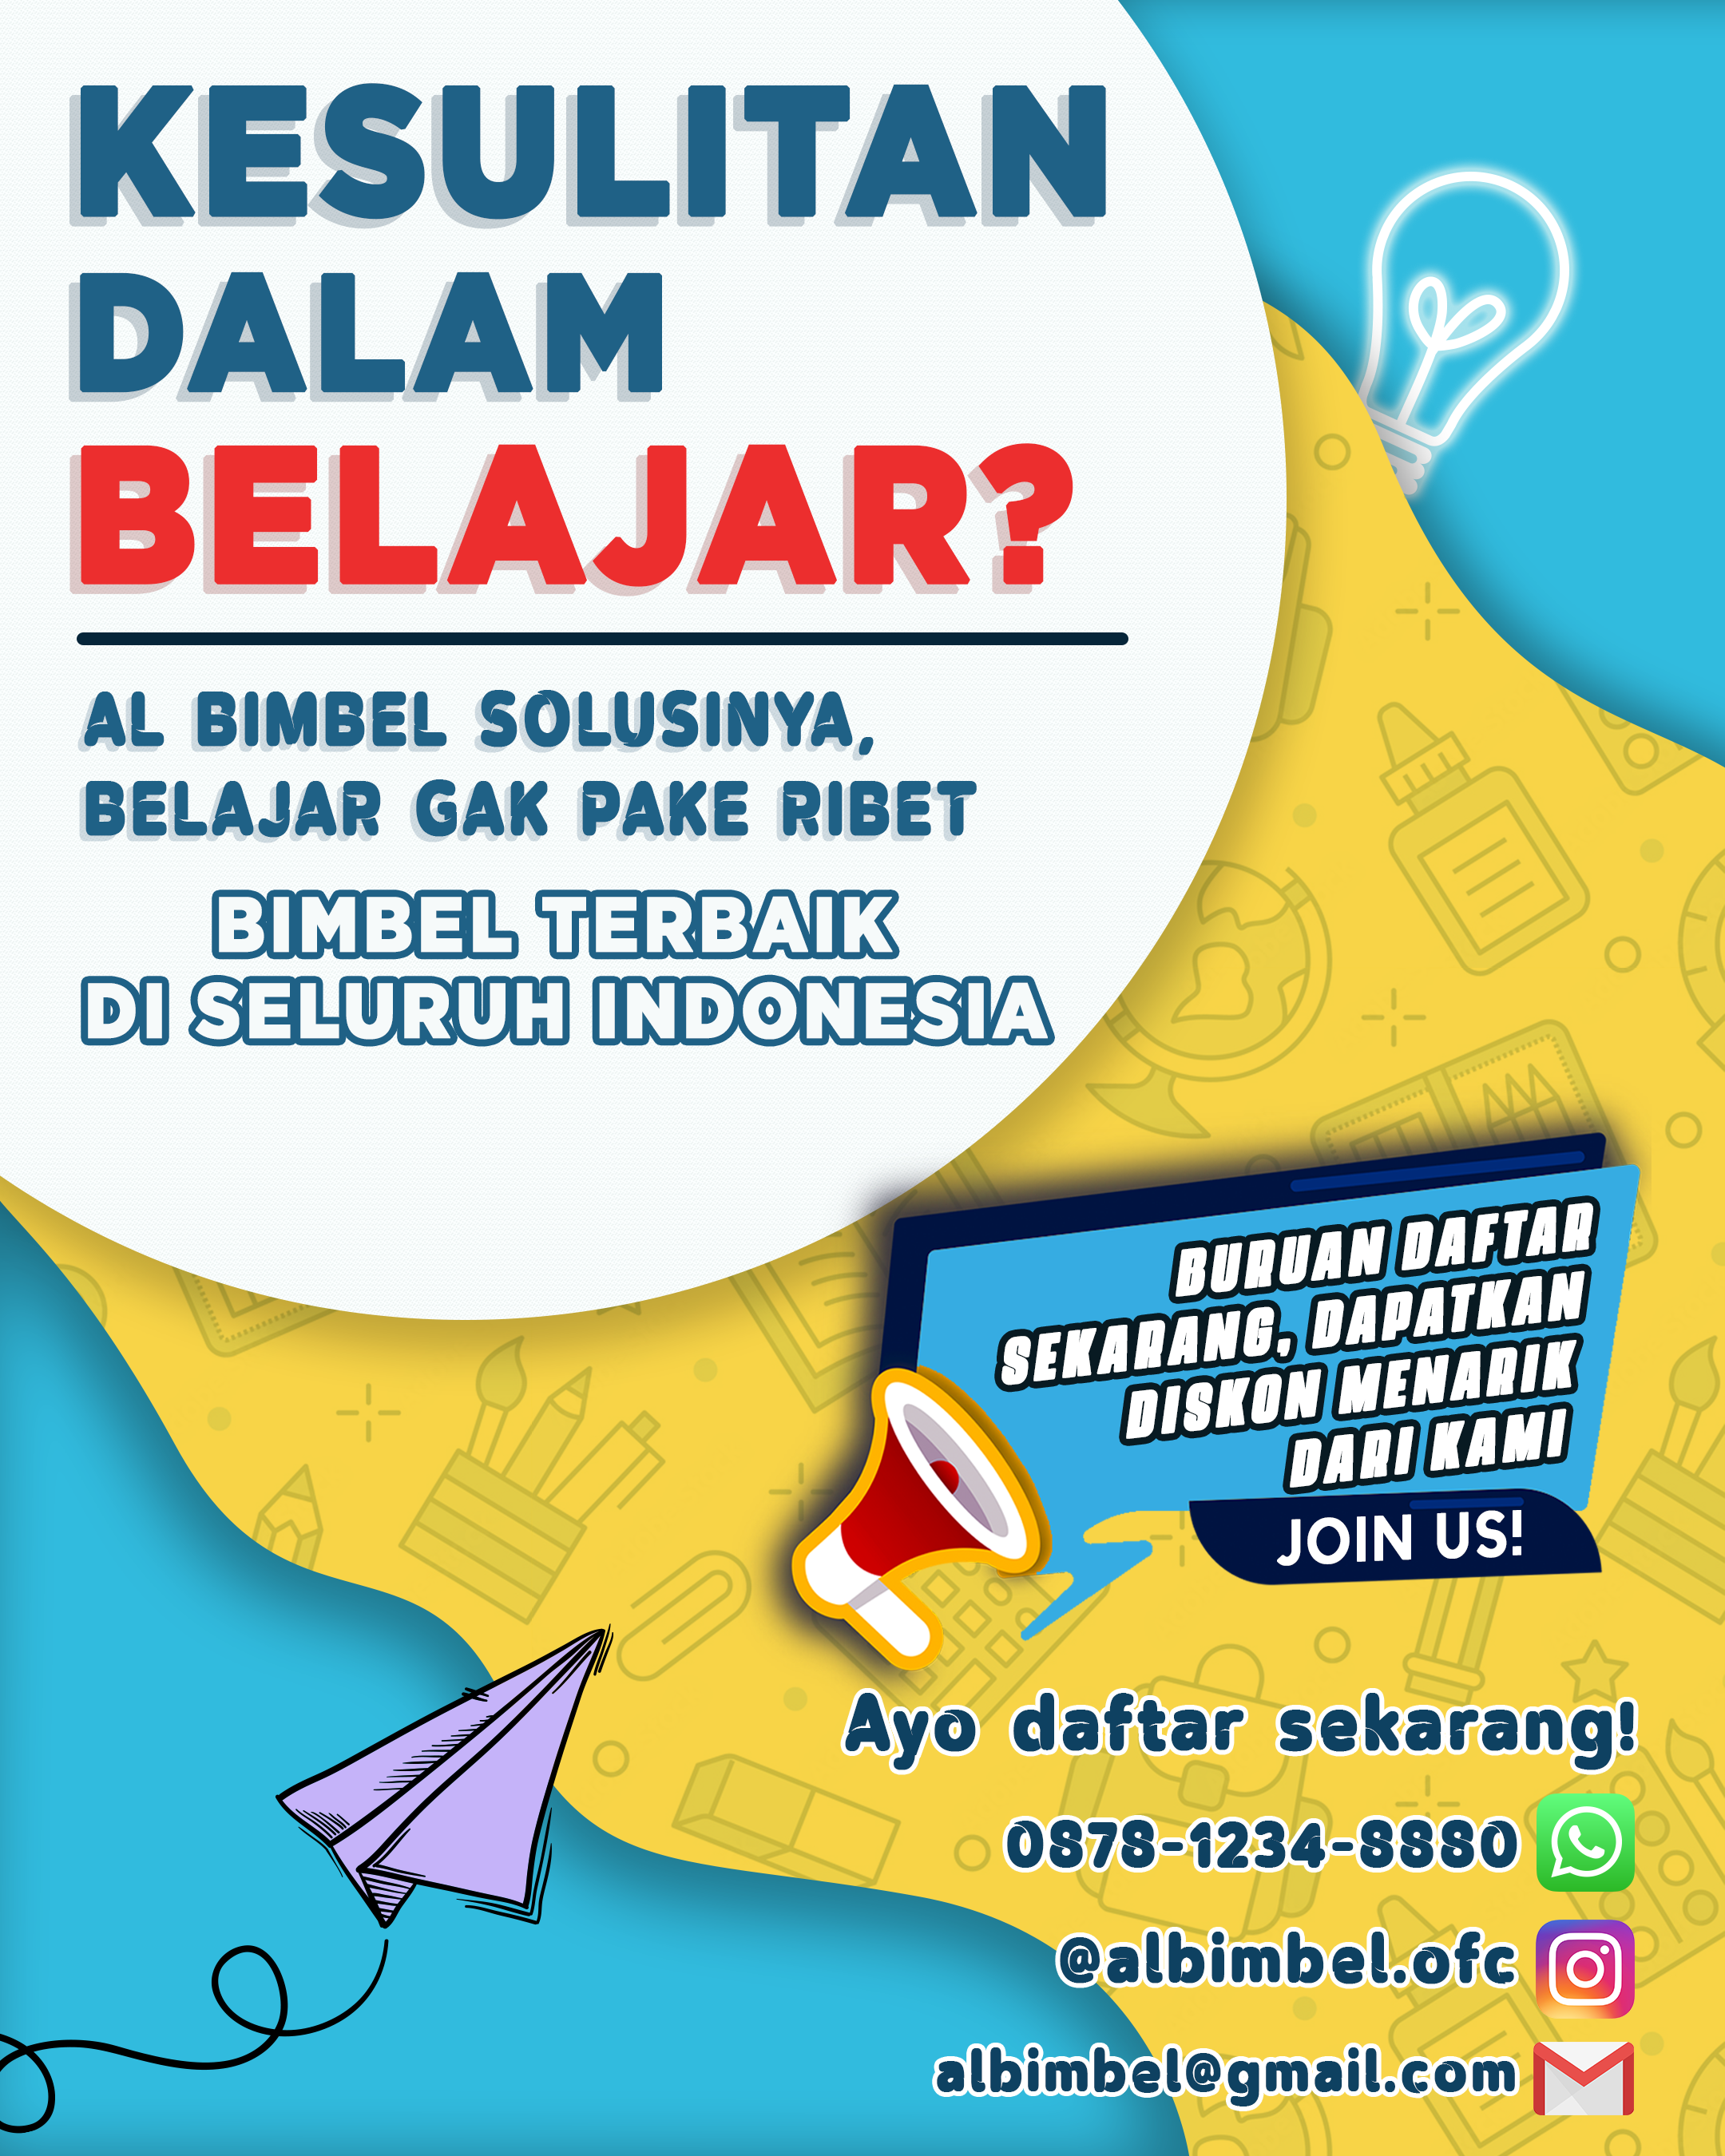 KESULITAN
DALAM
BELAJAR?
AL BIMBEL SOLUSINYA,
BELAJAR GAK PAKE RIBET
BIMBEL TERBAIK
DI SELURUH INDONESIA
BURUAN DAFTAR
SEKARANG, DAPATKAN
DISKON MENARIK
DARI KAMI
JOIN US!
Ayo daftar sekarang!
0878-1234-8880
@albimbel.ofc
albimbel@gmail.com